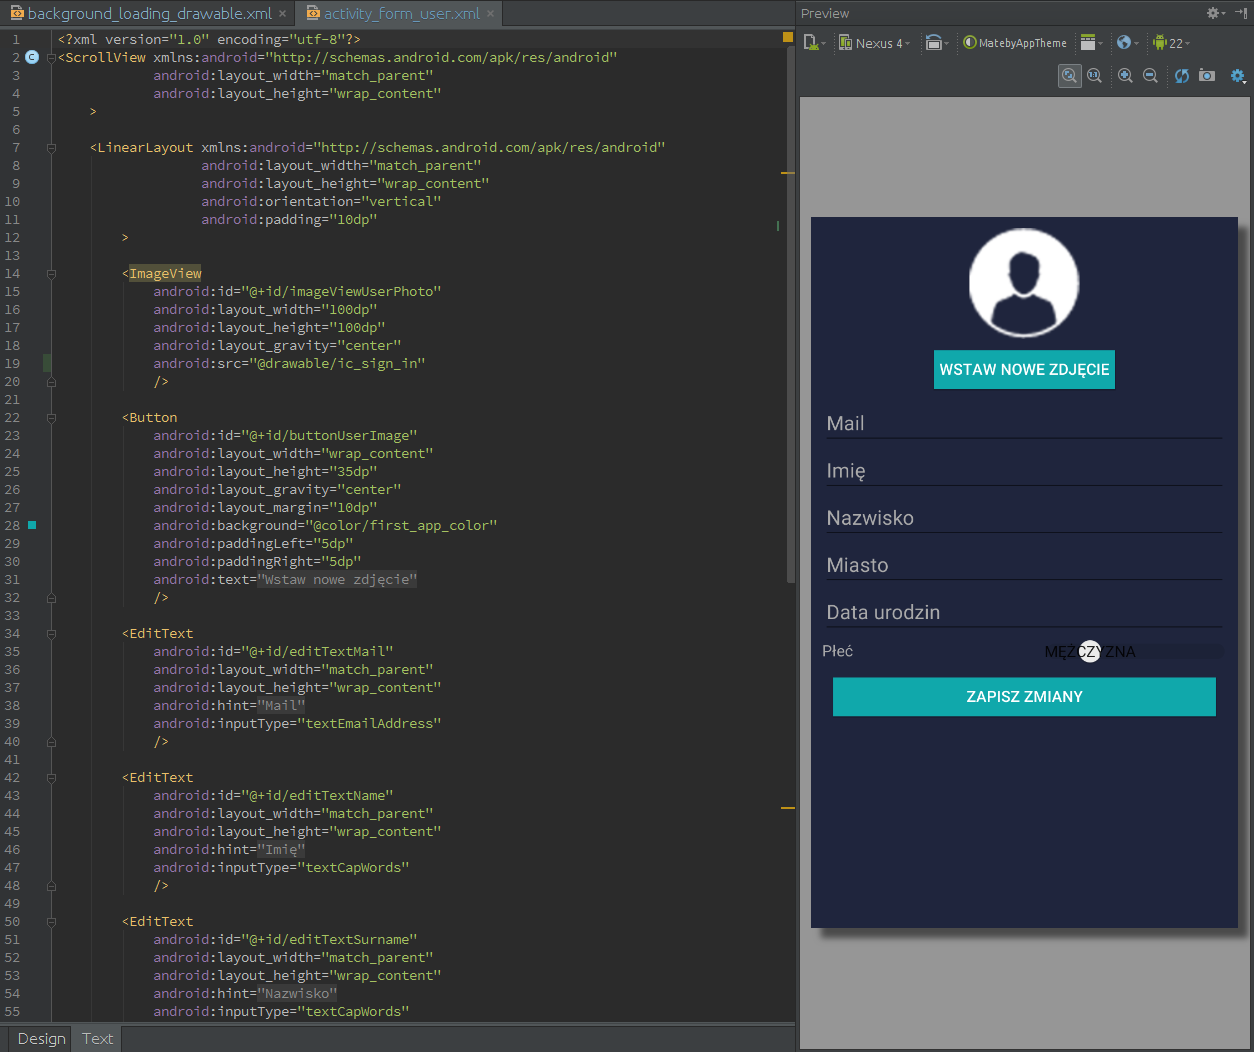 background_loading_drawable.xml
activity_form_user.xml
1 <?xml version="1.0" encoding="utf-8"?>
2 <ScrollView xmlns:android="http://schemas.android.com/apk/res/android"
3 android:layout_width="match_parent"
4 android:layout_height="wrap_content"
5 >
6
7 <LinearLayout xmlns:android="http://schemas.android.com/apk/res/android"
8 android:layout_width="match_parent"
9 android:layout_height="wrap_content"
10 android:orientation="vertical"
11 android:padding="10dp"
12 >
13
14 <ImageView
15 android:id="@+id/imageViewUserPhoto"
16 android:layout_width="100dp"
17 android:layout_height="100dp"
18 android:layout_gravity="center"
19 android:src="@drawable/ic_sign_in"
20 />
21
22 <Button
23 android:id="@+id/buttonUserImage"
24 android:layout_width="wrap_content"
25 android:layout_height="35dp"
26 android:layout_gravity="center"
27 android:layout_margin="10dp"
28 android:background="@color/first_app_color"
29 android:paddingLeft="5dp"
30 android:paddingRight="5dp"
31 android:text="Wstaw nowe zdjęcie"
32 />
33
34 <EditText
35 android:id="@+id/editTextMail"
36 android:layout_width="match_parent"
37 android:layout_height="wrap_content"
38 android:hint="Mail"
39 android:inputType="textEmailAddress"
40 />
41
42 <EditText
43 android:id="@+id/editTextName"
44 android:layout_width="match_parent"
45 android:layout_height="wrap_content"
46 android:hint="Imię"
47 android:inputType="textCapWords"
48 />
49
50 <EditText
51 android:id="@+id/editTextSurname"
52 android:layout_width="match_parent"
53 android:layout_height="wrap_content"
54 android:hint="Nazwisko"
55 android:inputType="textCapWords"
Design Text
Preview
Nexus 4 MatebyAppTheme 22
1:1
WSTAW NOWE ZDJĘCIE
Mail
Imię
Nazwisko
Miasto
Data urodzin
Płeć MĘŻCZYZNA
ZAPISZ ZMIANY